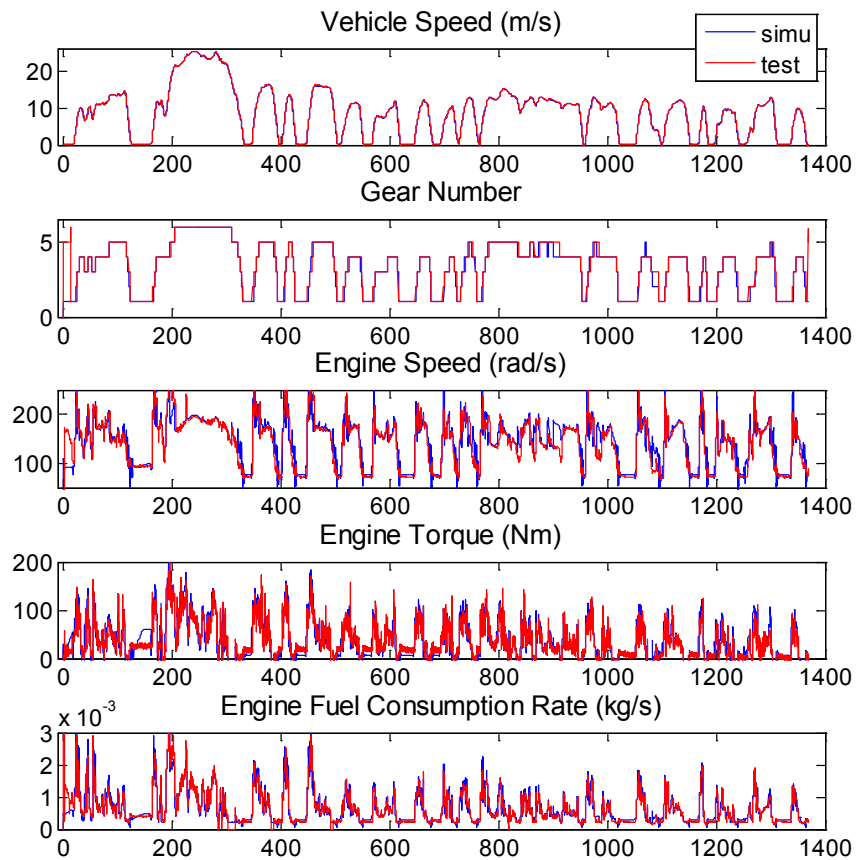 Vehicle Speed (m/s)
simu
test
20
10
0
0 200 400 600 800 1000 1200 1400
Gear Number
5
0
0 200 400 600 800 1000 1200 1400
Engine Speed (rad/s)
200
100
0 200 400 600 800 1000 1200 1400
Engine Torque (Nm)
200
100
0
0 200 400 600 800 1000 1200 1400
Engine Fuel Consumption Rate (kg/s)
x 10-3
3
2
1
0
0 200 400 600 800 1000 1200 1400